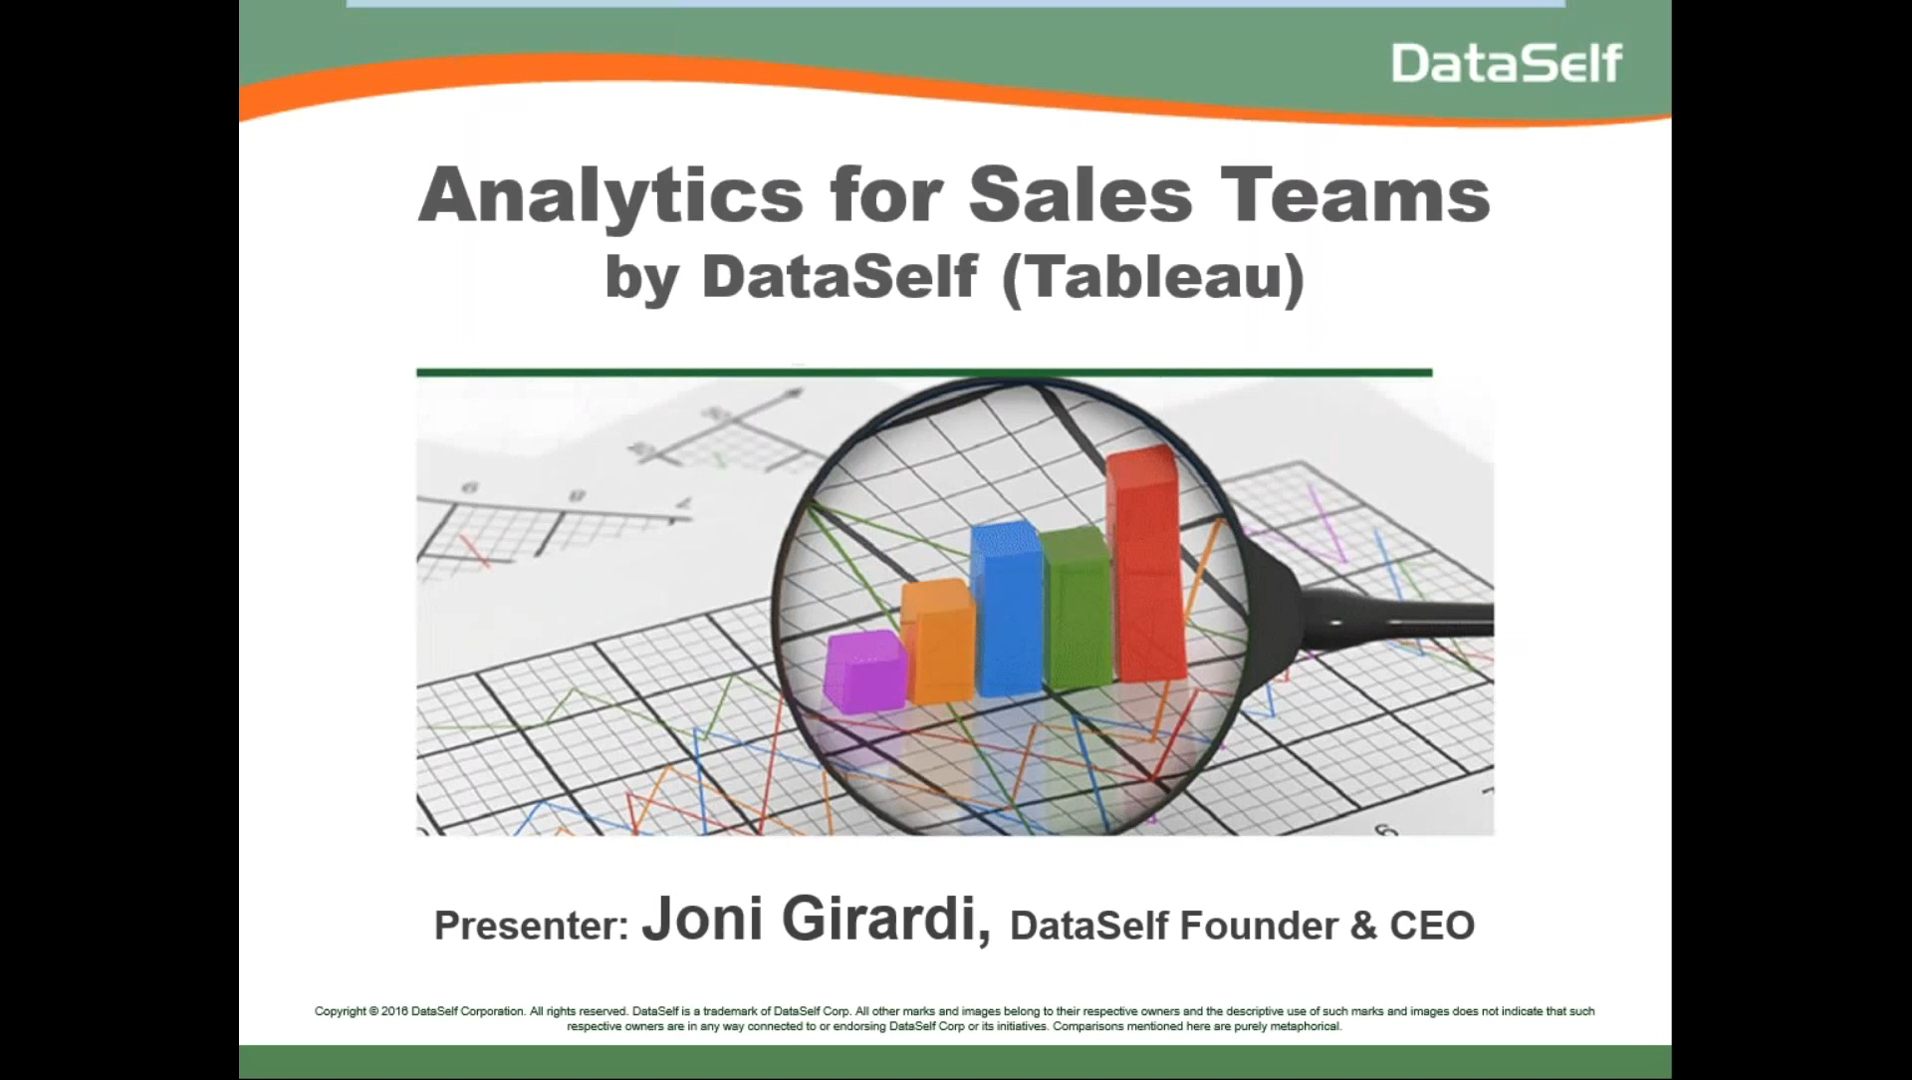 DataSelf
Analytics for Sales Teams
by DataSelf (Tableau)
6
8
Presenter: Joni Girardi, DataSelf Founder & CEO
Copyright © 2016 DataSelf Corporation. All rights reserved. DataSelf is a trademark of DataSelf Corp. All other marks and images belong to their respective owners and the descriptive use of such marks and images does not indicate that such
respective owners are in any way connected to or endorsing DataSelf Corp or its initiatives. Comparisons mentioned here are purely metaphorical.